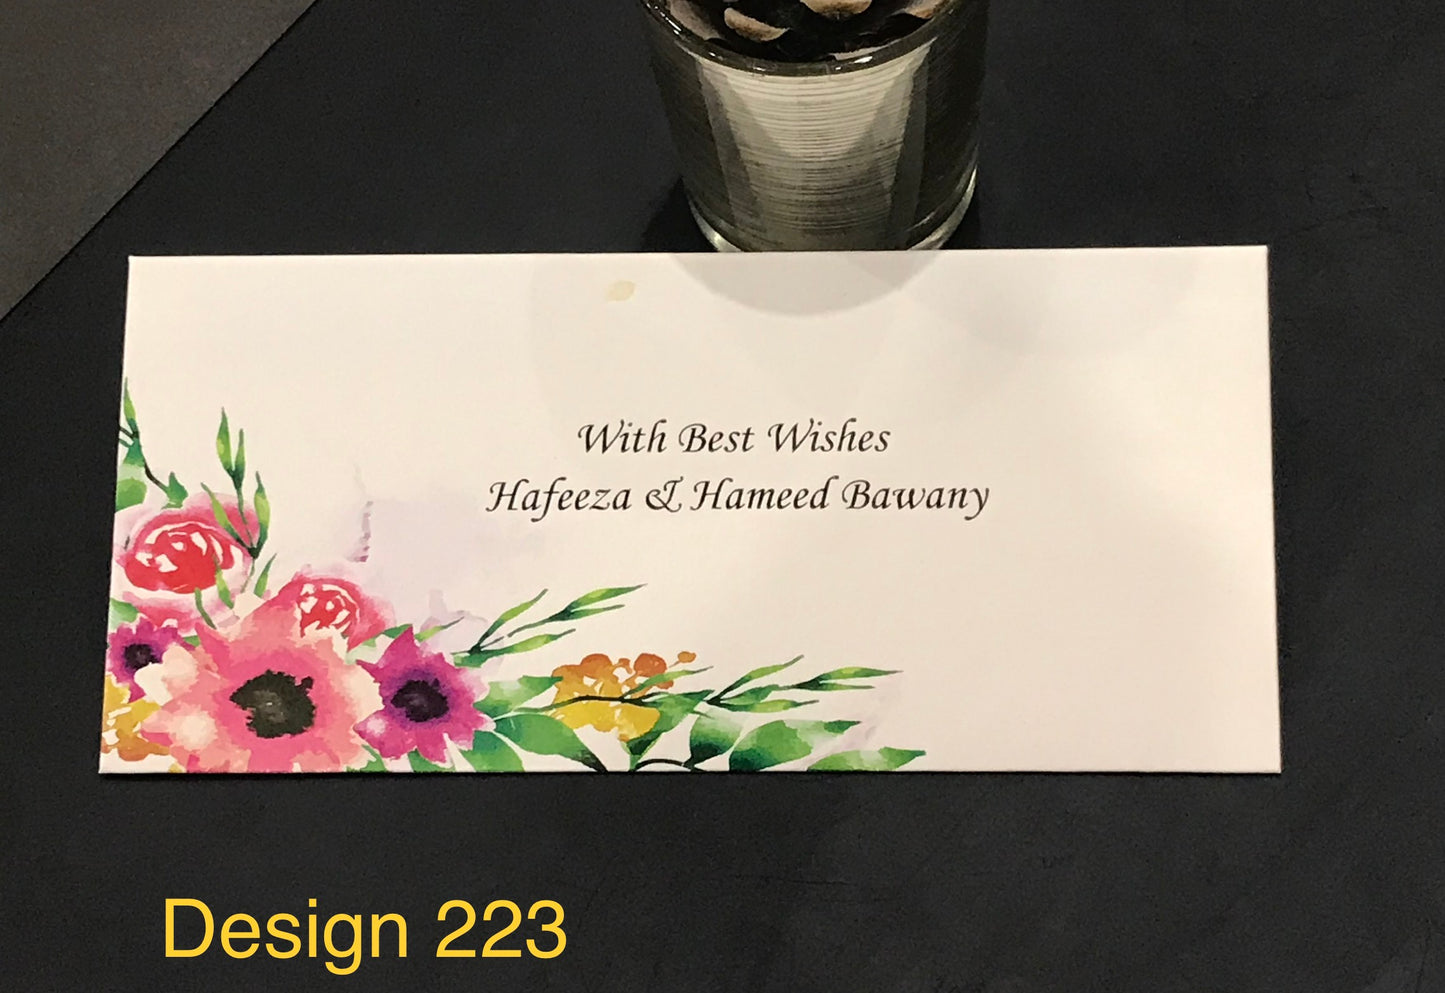 With Best Wishes
Hafeeza & Hameed Bawany
Design 223